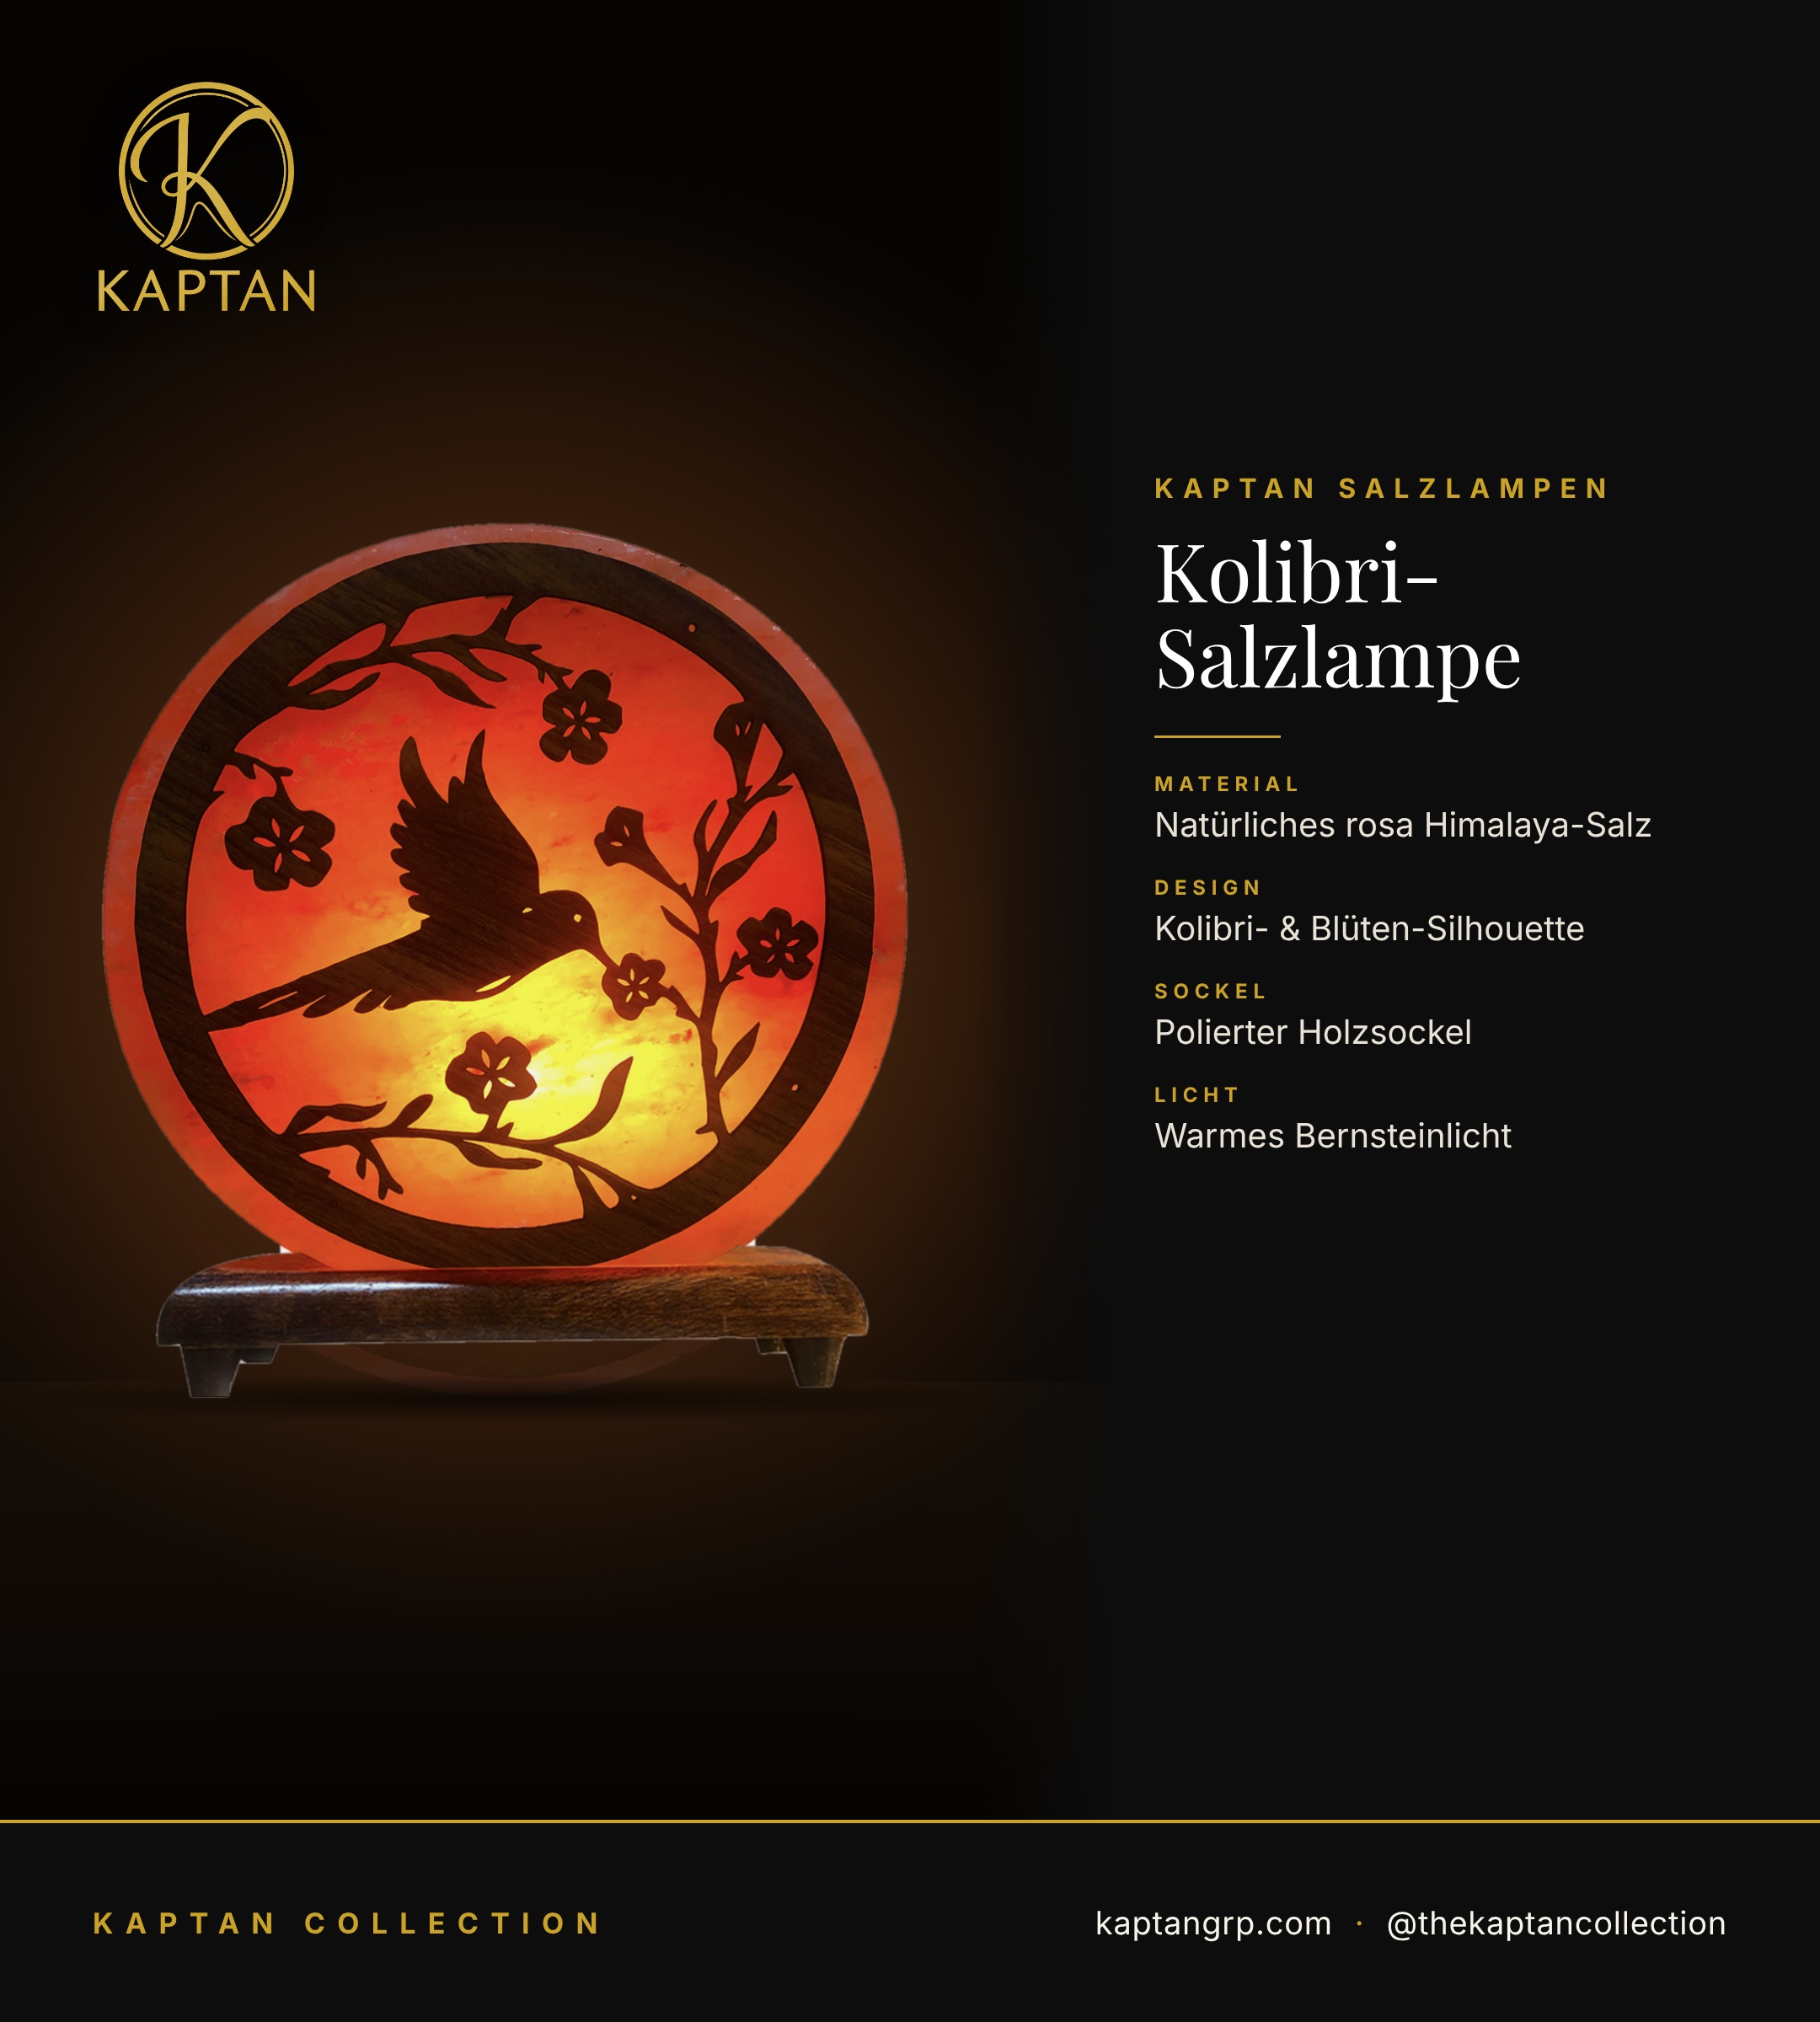 K
KAPTAN
KAPTAN SALZLAMPEN
Kolibri-
Salzlampe
MATERIAL
Natürliches rosa Himalaya-Salz
DESIGN
Kolibri- & Blüten-Silhouette
SOCKEL
Polierter Holzsockel
LICHT
Warmes Bernsteinlicht
KAPTAN COLLECTION
kaptangrp.com · @thekaptancollection